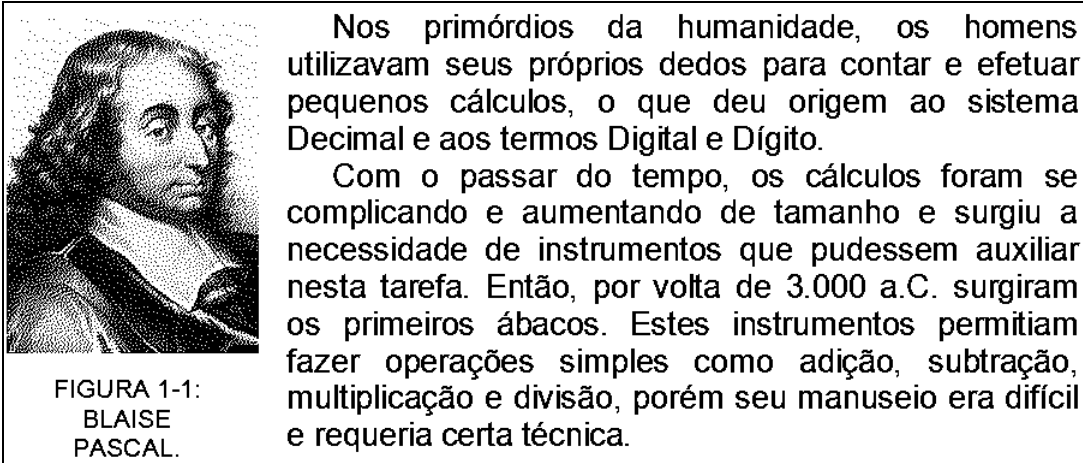 Nos primórdios da humanidade, os homens
utilizavam seus próprios dedos para contar e efetuar
pequenos cálculos, o que deu origem ao sistema
Decimal e aos termos Digital e Dígito.
Com o passar do tempo, os cálculos foram se
complicando e aumentando de tamanho e surgiu a
necessidade de instrumentos que pudessem auxiliar
nesta tarefa. Então, por volta de 3.000 a.C. surgiram
os primeiros ábacos. Estes instrumentos permitiam
fazer operações simples como adição, subtração,
multiplicação e divisão, porém seu manuseio era difícil
e requeria certa técnica.
FIGURA 1-1:
BLAISE
PASCAL.